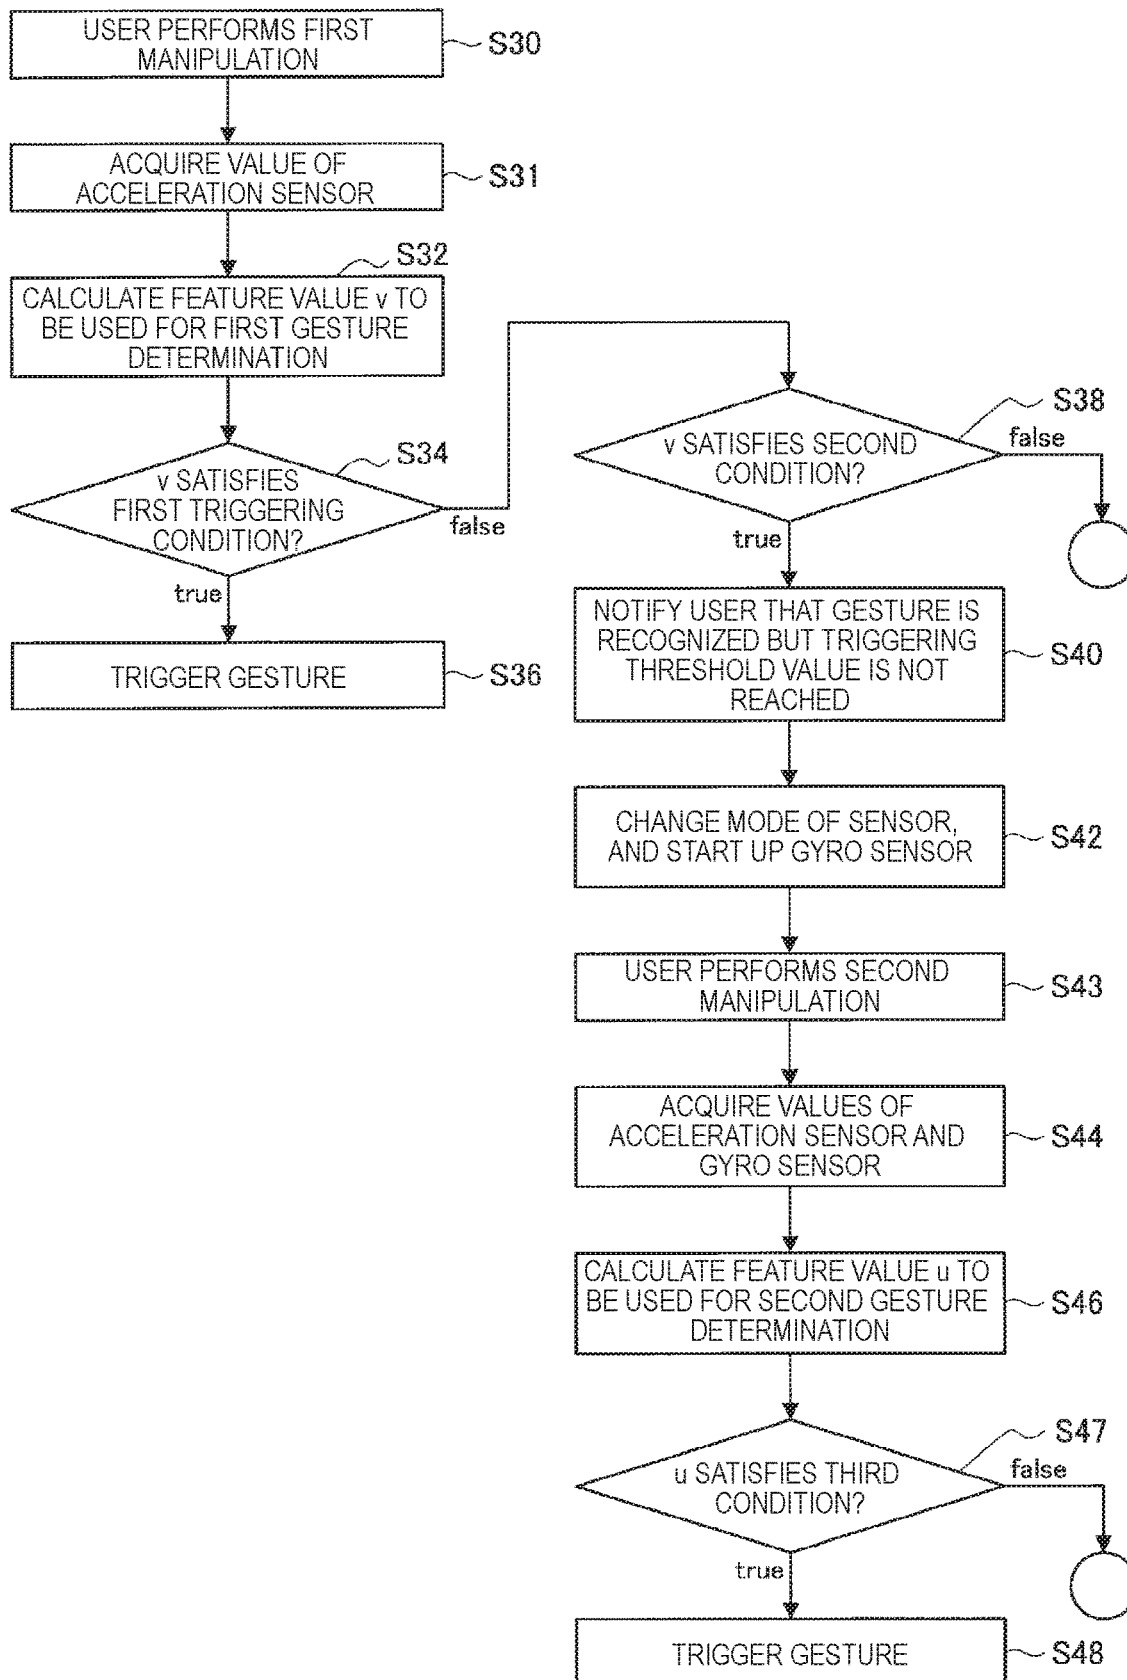 USER PERFORMS FIRST
MANIPULATION
S30
ACQUIRE VALUE OF
ACCELERATION SENSOR
S31
S32
CALCULATE FEATURE VALUE v TO
BE USED FOR FIRST GESTURE
DETERMINATION
S34
v SATISFIES
FIRST TRIGGERING
CONDITION?
false
true
TRIGGER GESTURE
S36
S38
v SATISFIES SECOND
CONDITION?
false
true
NOTIFY USER THAT GESTURE IS
RECOGNIZED BUT TRIGGERING
THRESHOLD VALUE IS NOT
REACHED
S40
CHANGE MODE OF SENSOR,
AND START UP GYRO SENSOR
S42
USER PERFORMS SECOND
MANIPULATION
S43
ACQUIRE VALUES OF
ACCELERATION SENSOR AND
GYRO SENSOR
S44
CALCULATE FEATURE VALUE u TO
BE USED FOR SECOND GESTURE
DETERMINATION
S46
S47
u SATISFIES THIRD
CONDITION?
false
true
TRIGGER GESTURE
S48